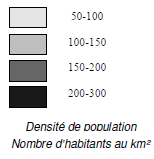 50-100
100-150
150-200
200-300
Densité de population
Nombre d'habitants au km²